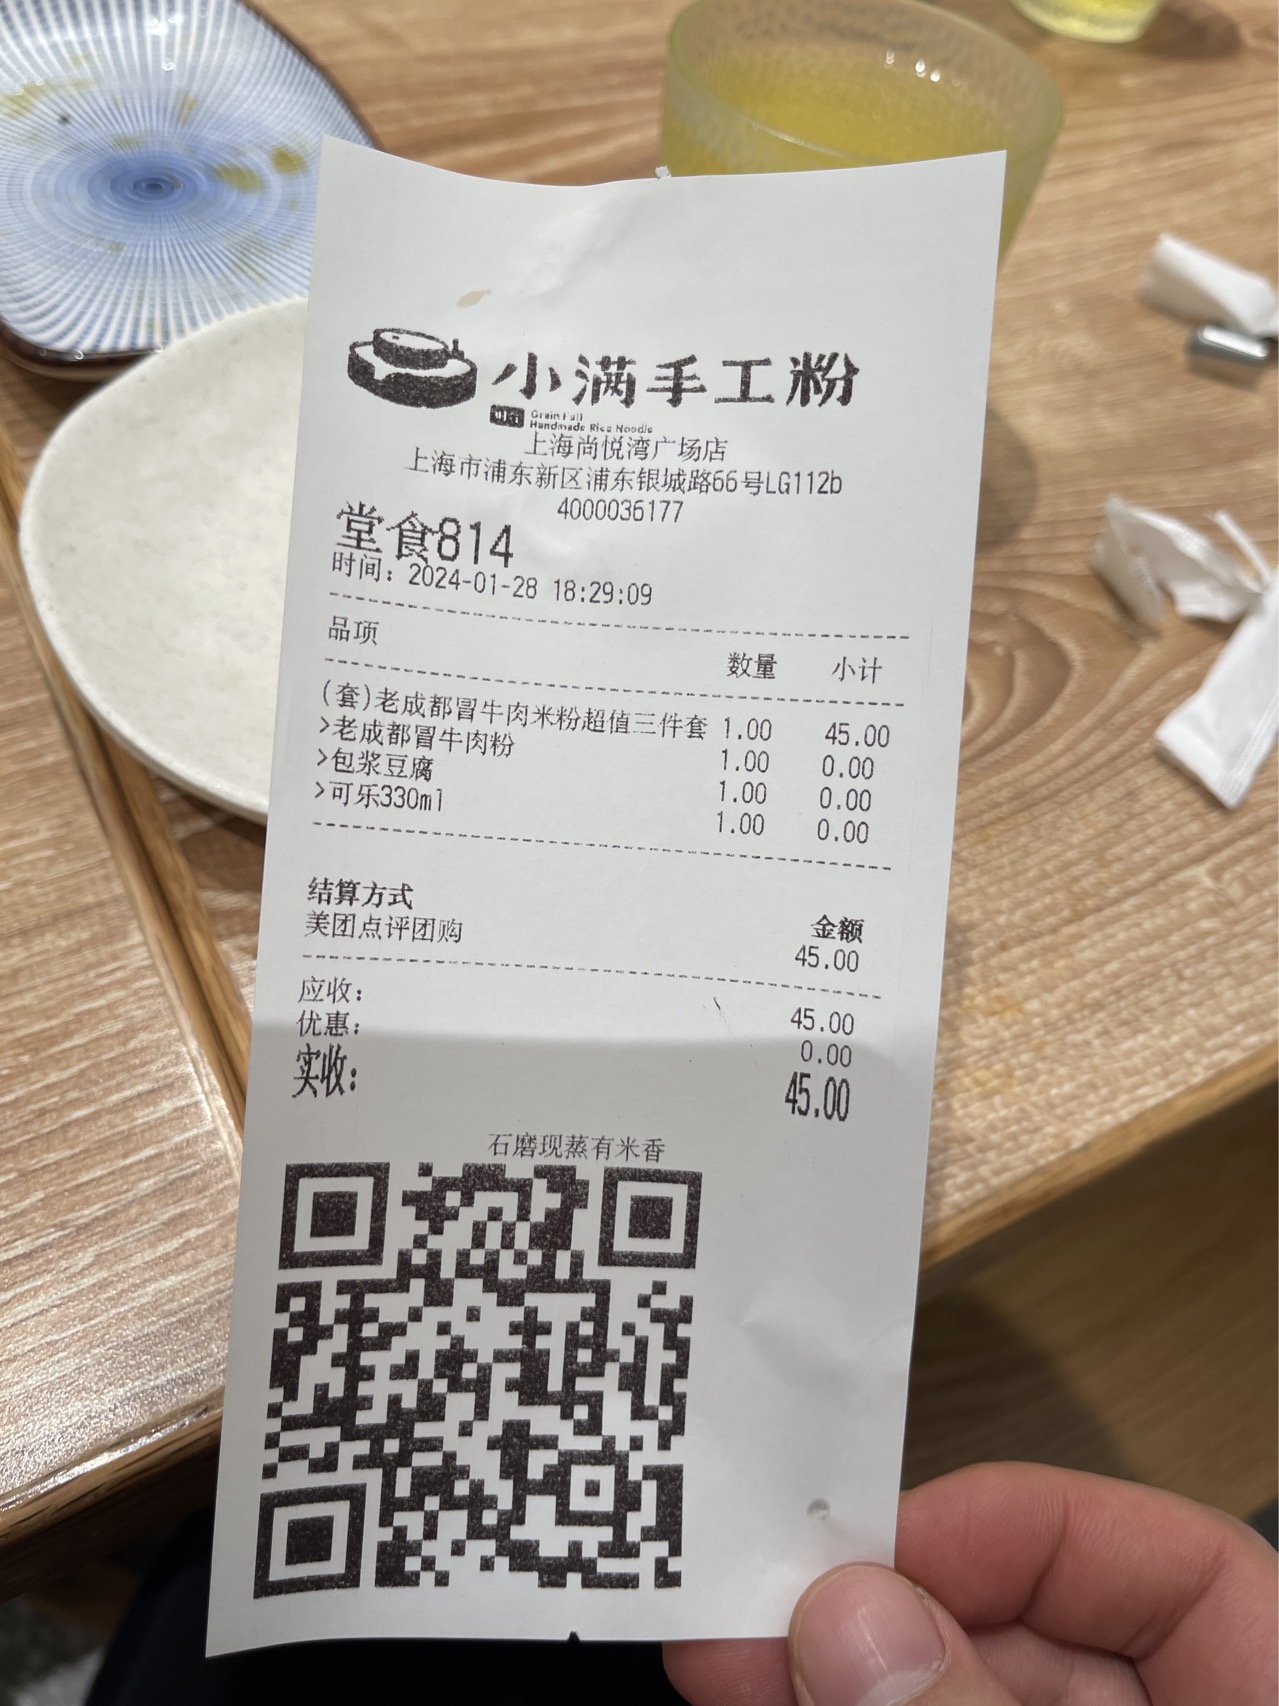 小满手工粉
Grain Full
Handmade Rice Noodle
上海尚悦湾广场店
上海市浦东新区浦东银城路66号LG112b
4000036177
堂食814
时间：2024-01-28 18:29:09
品项 数量 小计
(套)老成都冒牛肉米粉超值三件套 1.00 45.00
>老成都冒牛肉粉 1.00 0.00
>包浆豆腐 1.00 0.00
>可乐330ml 1.00 0.00
结算方式 金额
美团点评团购 45.00
应收： 45.00
优惠： 0.00
实收： 45.00
石磨现蒸有米香